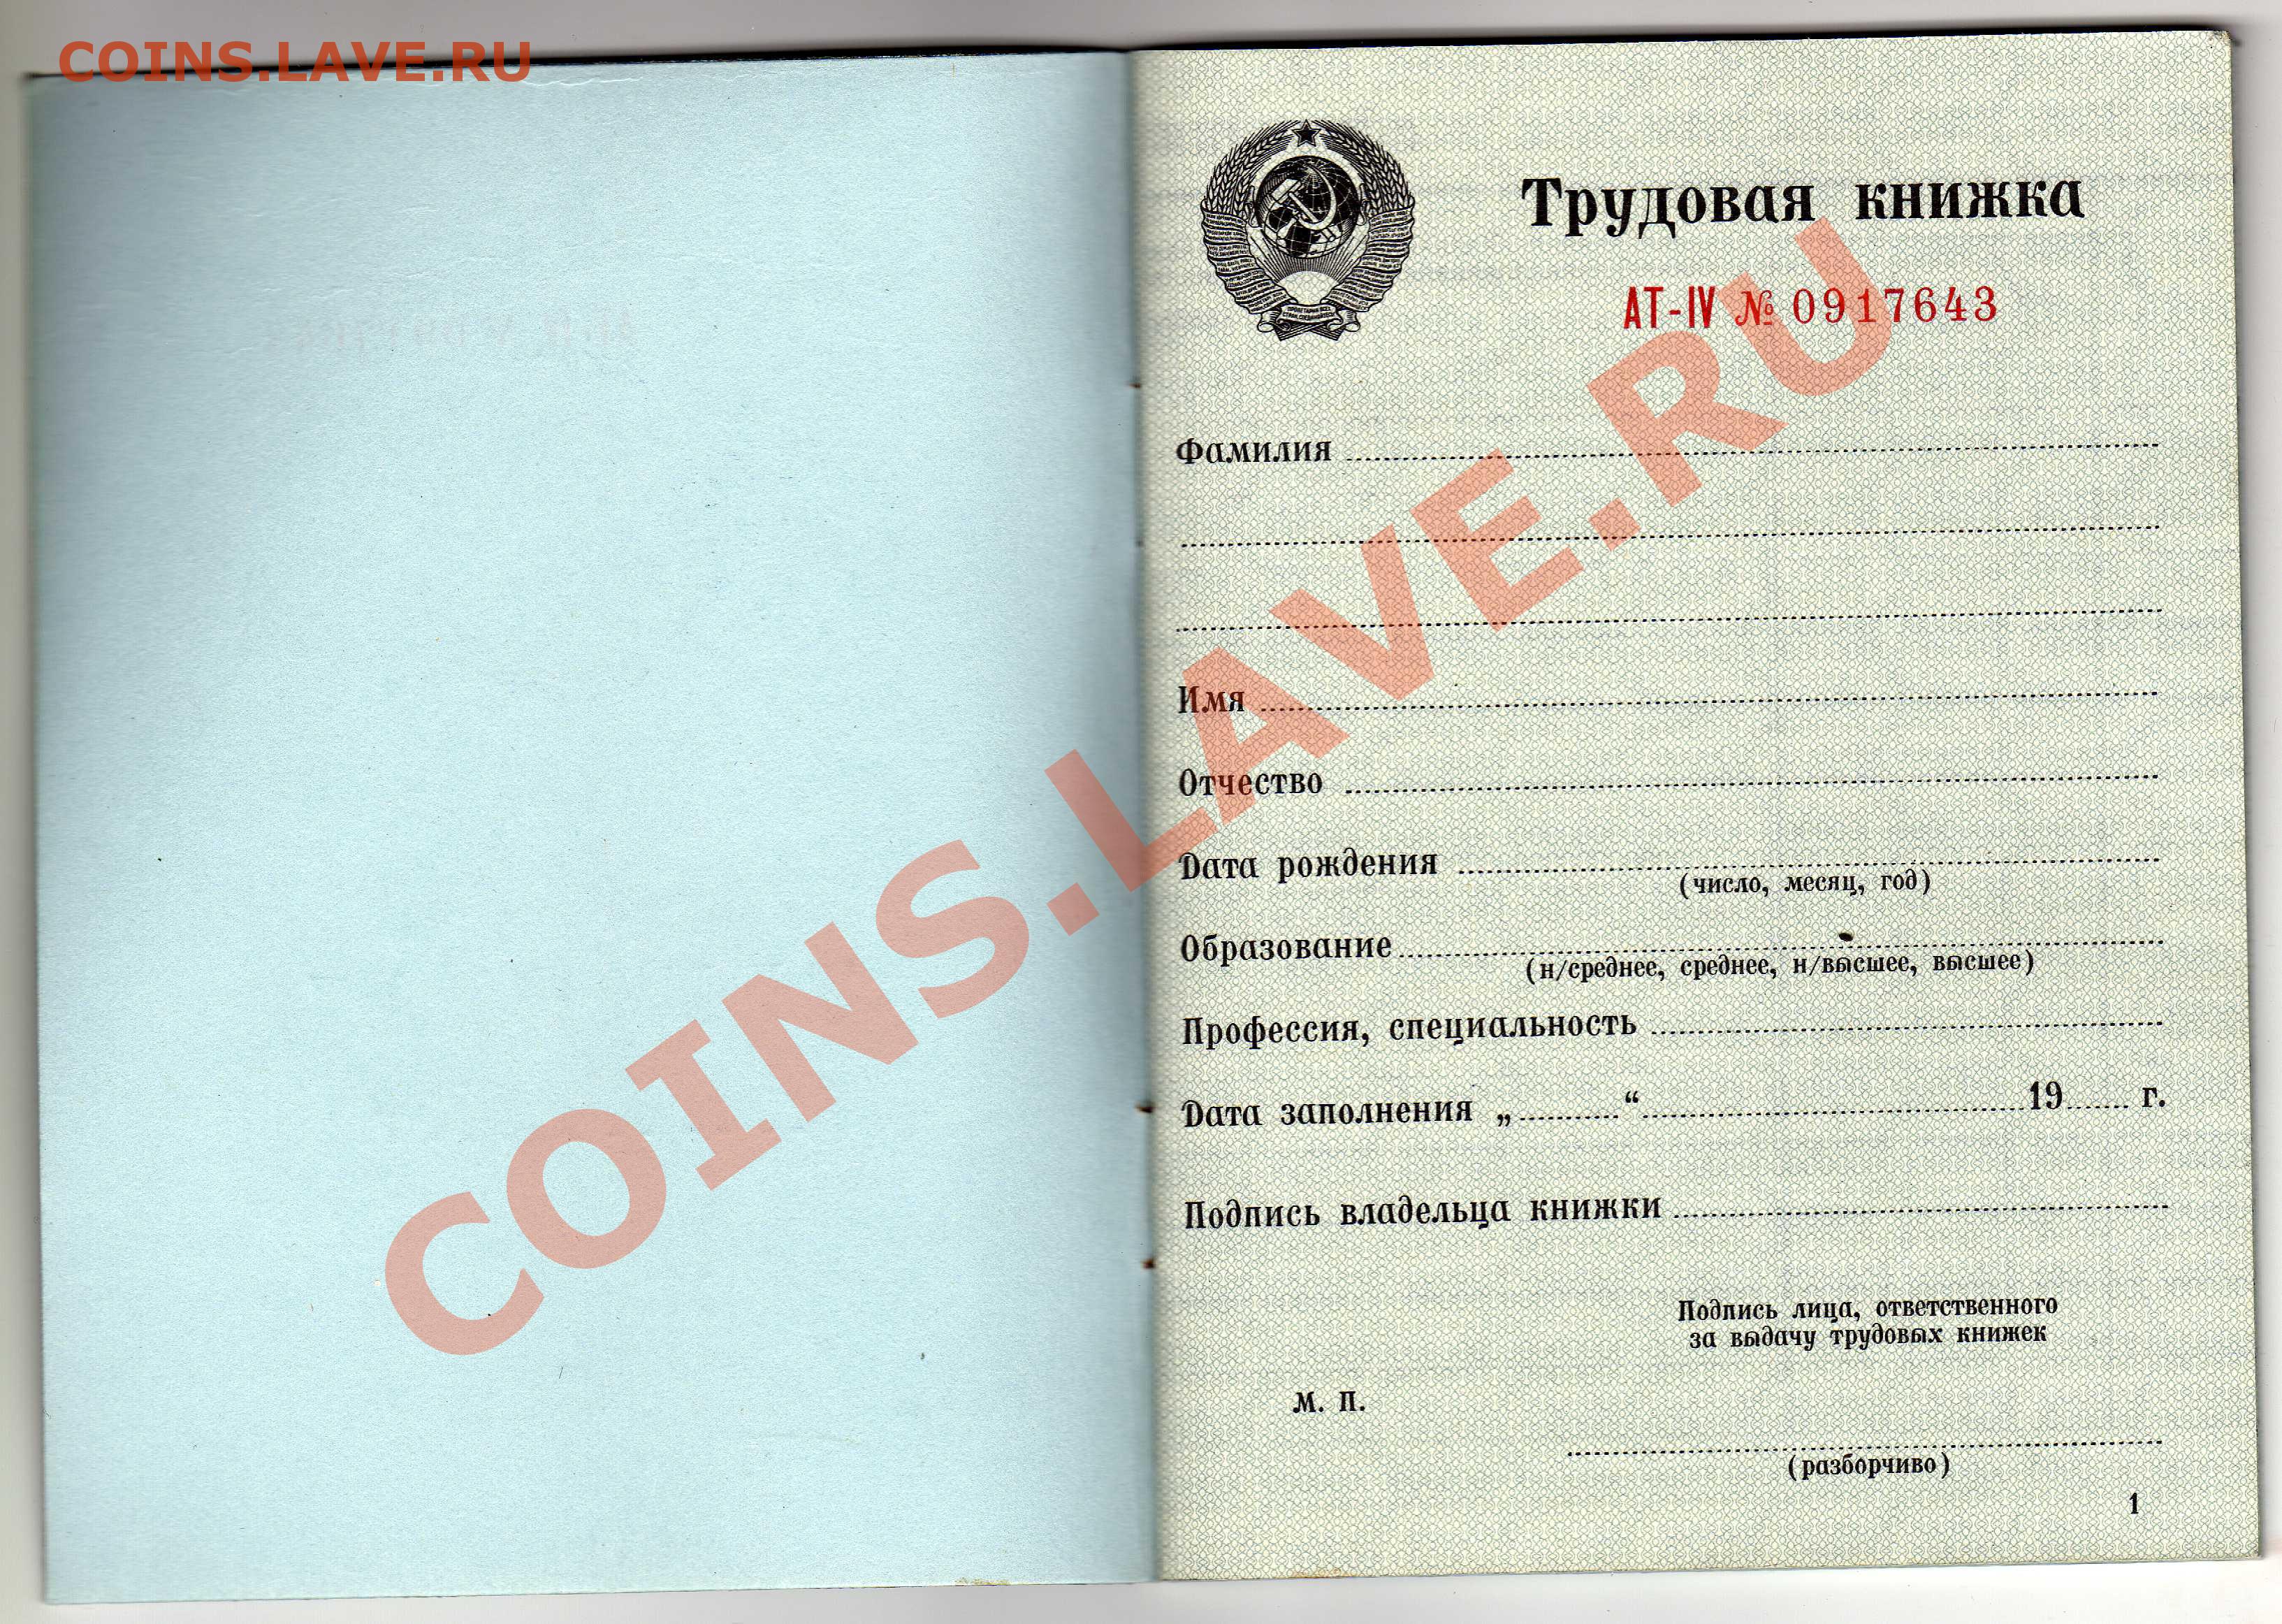 COINS.LAVE.RU
Трудовая книжка
АТ-IV № 0917643
Фамилия
Имя
Отчество
Дата рождения
(число, месяц, год)
Образование
(н/среднее, среднее, н/высшее, высшее)
Профессия, специальность
Дата заполнения „ “ 19 г.
Подпись владельца книжки
Подпись лица, ответственного
за выдачу трудовых книжек
М. П.
(разборчиво)
1
COINS.LAVE.RU